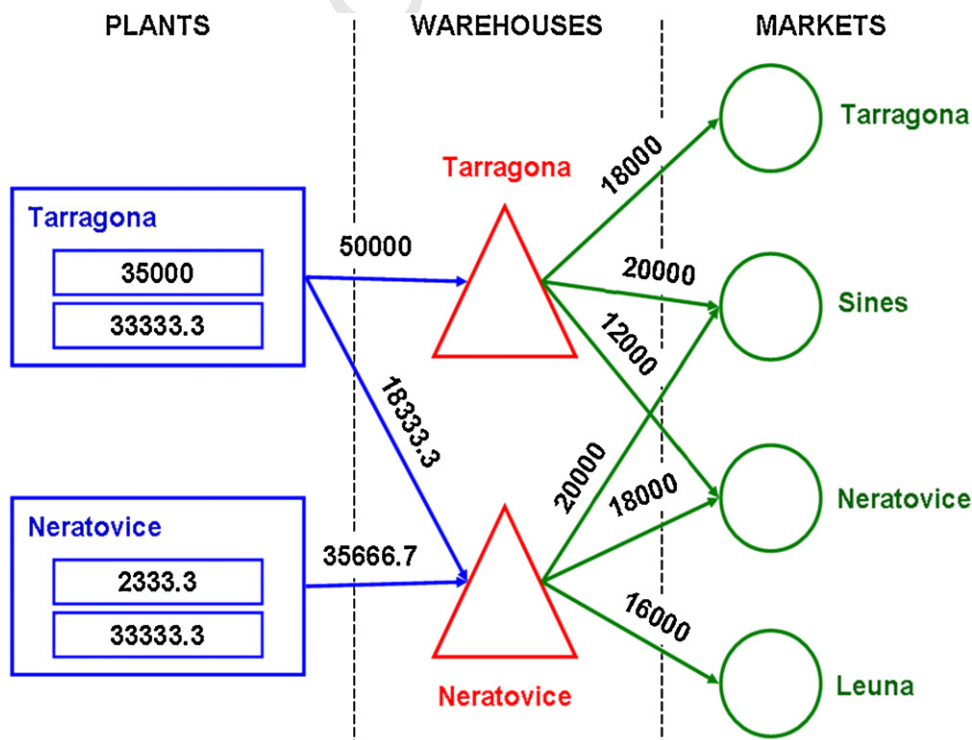 PLANTS
WAREHOUSES
MARKETS
Tarragona
35000
33333.3
Neratovice
2333.3
33333.3
50000
18333.3
35666.7
Tarragona
Neratovice
18000
20000
12000
20000
18000
16000
Tarragona
Sines
Neratovice
Leuna